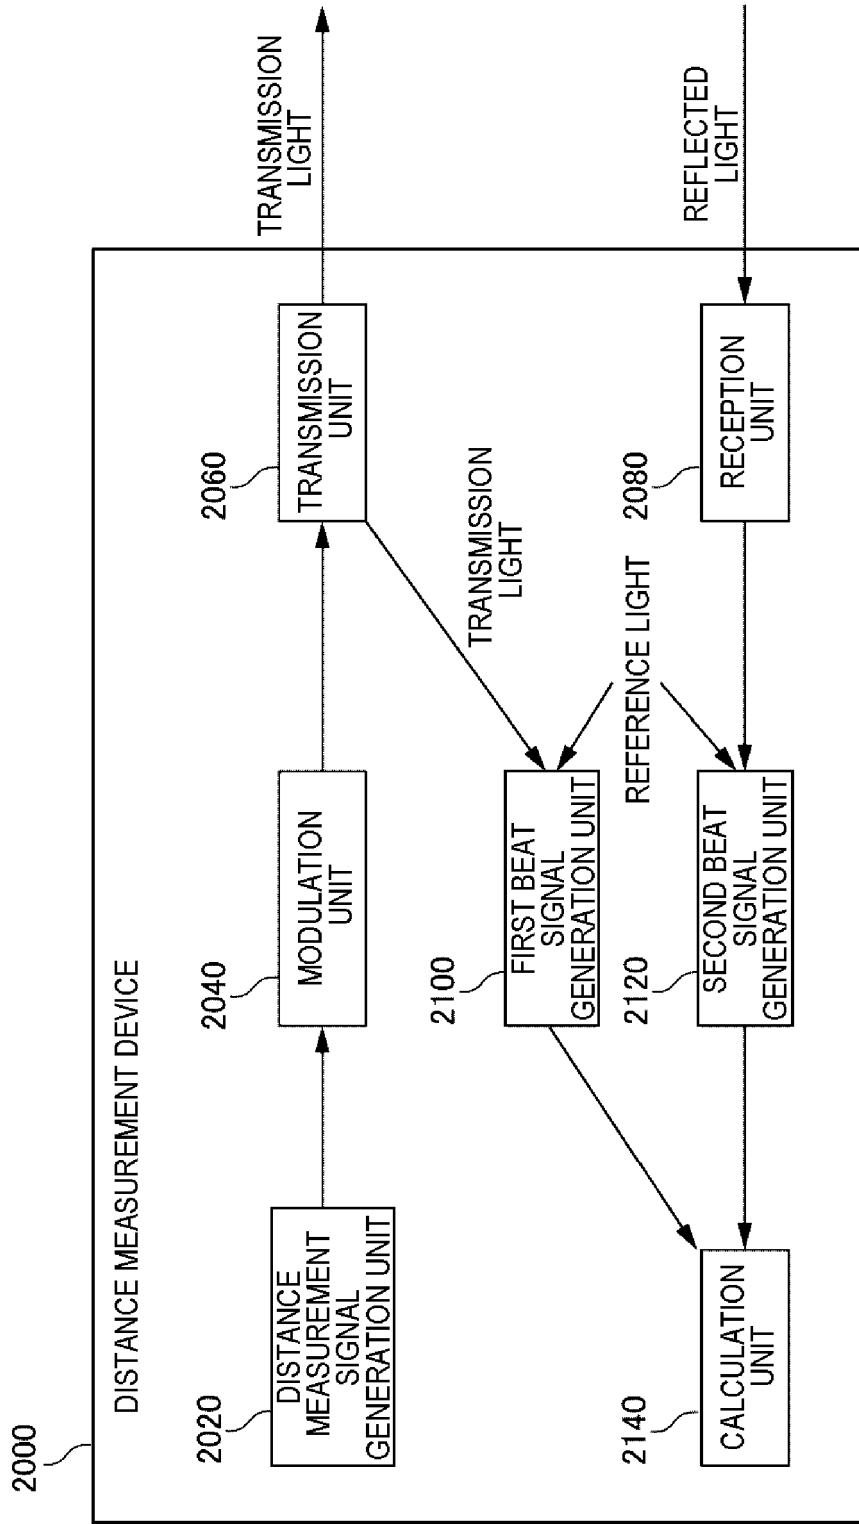 2000
DISTANCE MEASUREMENT DEVICE
2020
DISTANCE
MEASUREMENT
SIGNAL
GENERATION UNIT
2040
MODULATION
UNIT
2060
TRANSMISSION
UNIT
TRANSMISSION
LIGHT
TRANSMISSION
LIGHT
2100
FIRST BEAT
SIGNAL
GENERATION UNIT
REFERENCE LIGHT
2140
CALCULATION
UNIT
2120
SECOND BEAT
SIGNAL
GENERATION UNIT
2080
RECEPTION
UNIT
REFLECTED
LIGHT